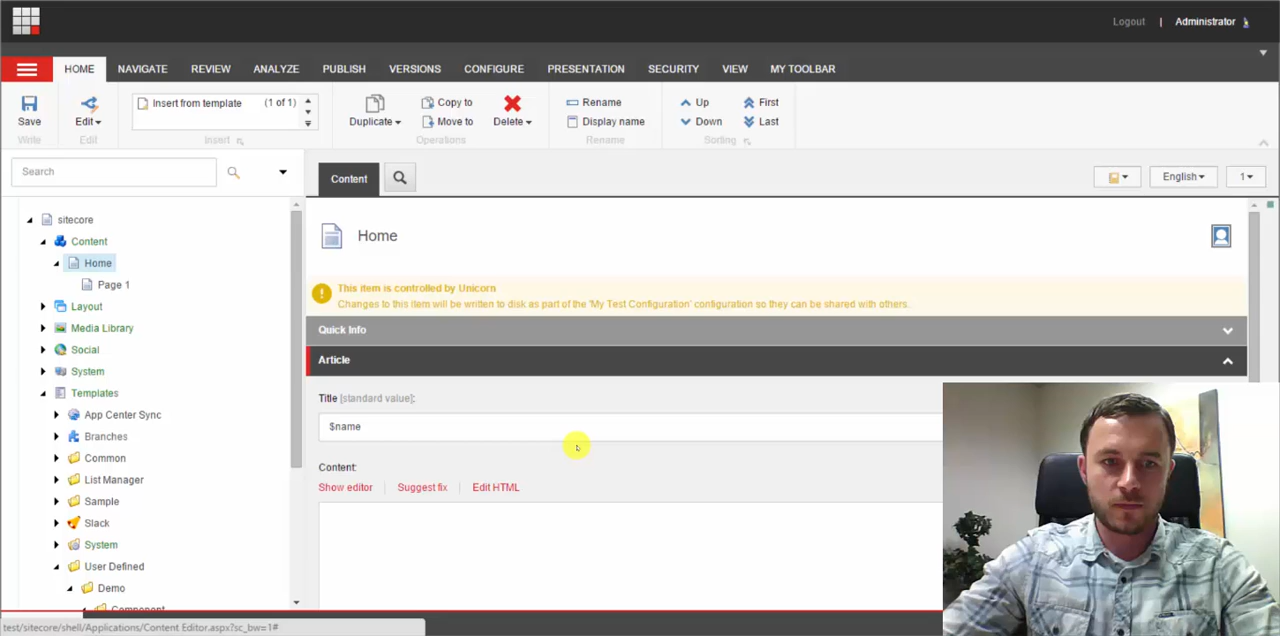 Logout | Administrator
HOME NAVIGATE REVIEW ANALYZE PUBLISH VERSIONS CONFIGURE PRESENTATION SECURITY VIEW MY TOOLBAR
Insert from template (1 of 1)
Copy to
Rename
Up
First
Save
Edit
Duplicate
Move to
Delete
Display name
Down
Last
Write
Edit
Insert
Operations
Rename
Sorting
Search
Content
English
1
sitecore
Content
Home
Page 1
Layout
Media Library
Social
System
Templates
App Center Sync
Branches
Common
List Manager
Sample
Slack
System
User Defined
Demo
Component
Home
This item is controlled by Unicorn
Changes to this item will be written to disk as part of the 'My Test Configuration' configuration so they can be shared with others.
Quick Info
Article
Title [standard value]:
$name
Content:
Show editor
Suggest fix
Edit HTML
test/sitecore/shell/Applications/Content Editor.aspx?sc_bw=1#